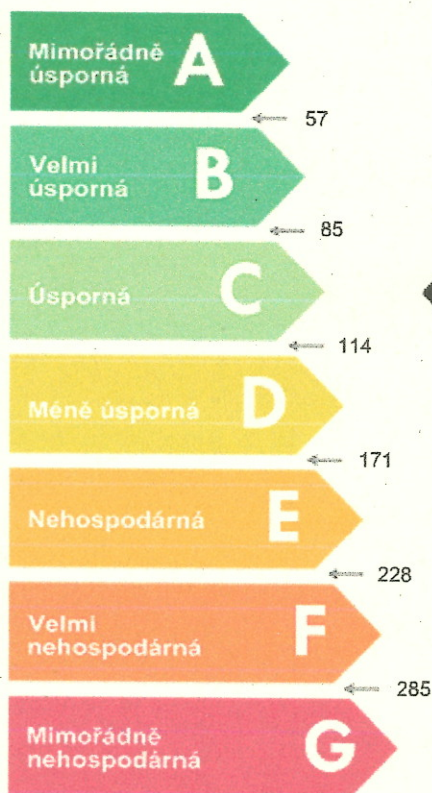 Mimořádně
úsporná
A
57
Velmi
úsporná
B
85
Úsporná
C
114
Méně úsporná
D
171
Nehospodárná
E
228
Velmi
nehospodárná
F
285
Mimořádně
nehospodárná
G